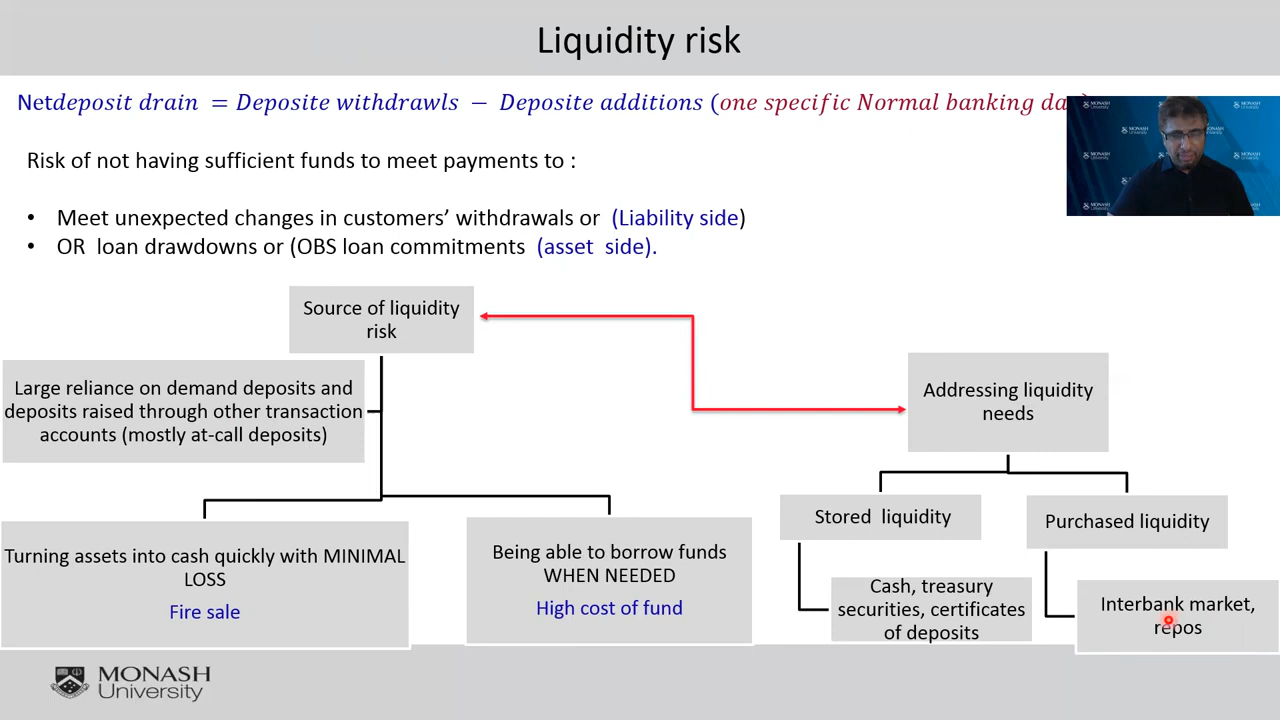 Liquidity risk
Netdeposit drain = Deposite withdrawls − Deposite additions (one specific Normal banking
Risk of not having sufficient funds to meet payments to :
• Meet unexpected changes in customers’ withdrawals or (Liability side)
• OR loan drawdowns or (OBS loan commitments (asset side).
Source of liquidity
risk
Large reliance on demand deposits and
deposits raised through other transaction
accounts (mostly at-call deposits)
Turning assets into cash quickly with MINIMAL
LOSS
Fire sale
Being able to borrow funds
WHEN NEEDED
High cost of fund
Addressing liquidity
needs
Stored liquidity
Cash, treasury
securities, certificates
of deposits
Purchased liquidity
Interbank market,
repos
MONASH
University